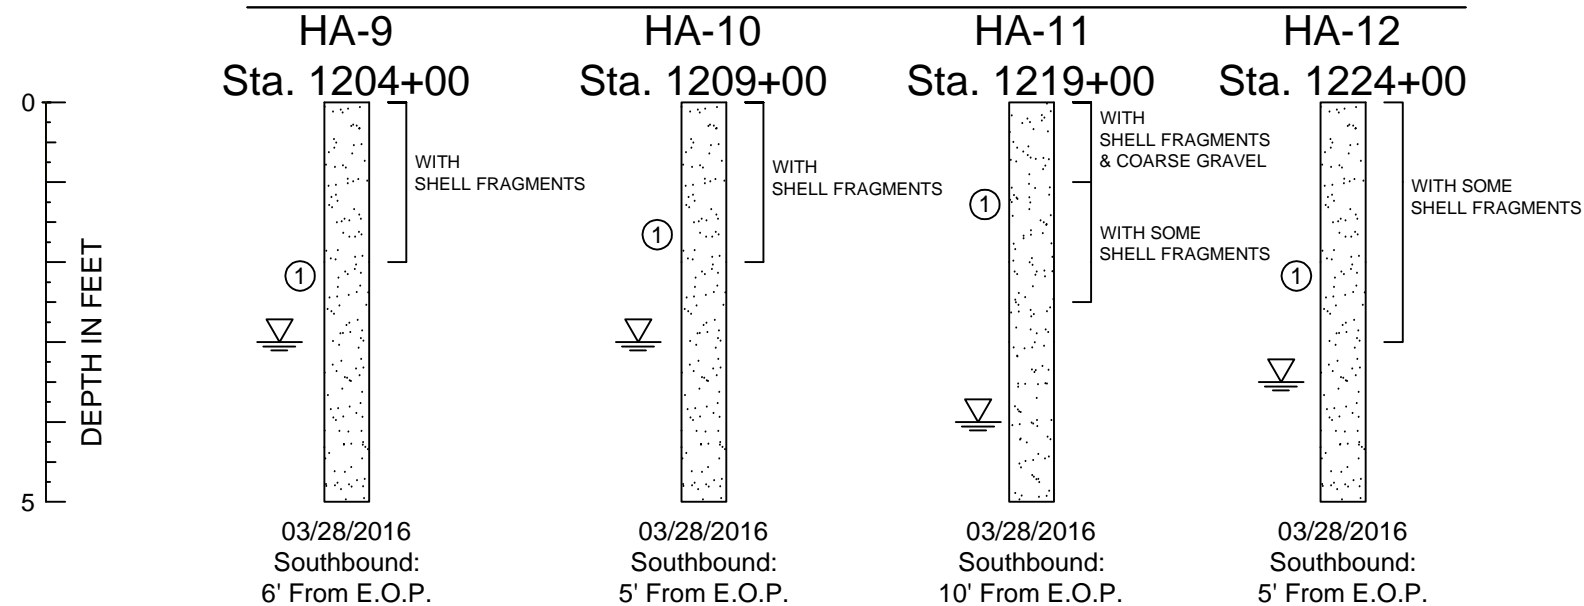 HA-9
Sta. 1204+00
HA-10
Sta. 1209+00
HA-11
Sta. 1219+00
HA-12
Sta. 1224+00
0
5
DEPTH IN FEET
1
WITH
SHELL FRAGMENTS
1
WITH
SHELL FRAGMENTS
1
WITH
SHELL FRAGMENTS
& COARSE GRAVEL
WITH SOME
SHELL FRAGMENTS
1
WITH SOME
SHELL FRAGMENTS
03/28/2016
Southbound:
6' From E.O.P.
03/28/2016
Southbound:
5' From E.O.P.
03/28/2016
Southbound:
10' From E.O.P.
03/28/2016
Southbound:
5' From E.O.P.